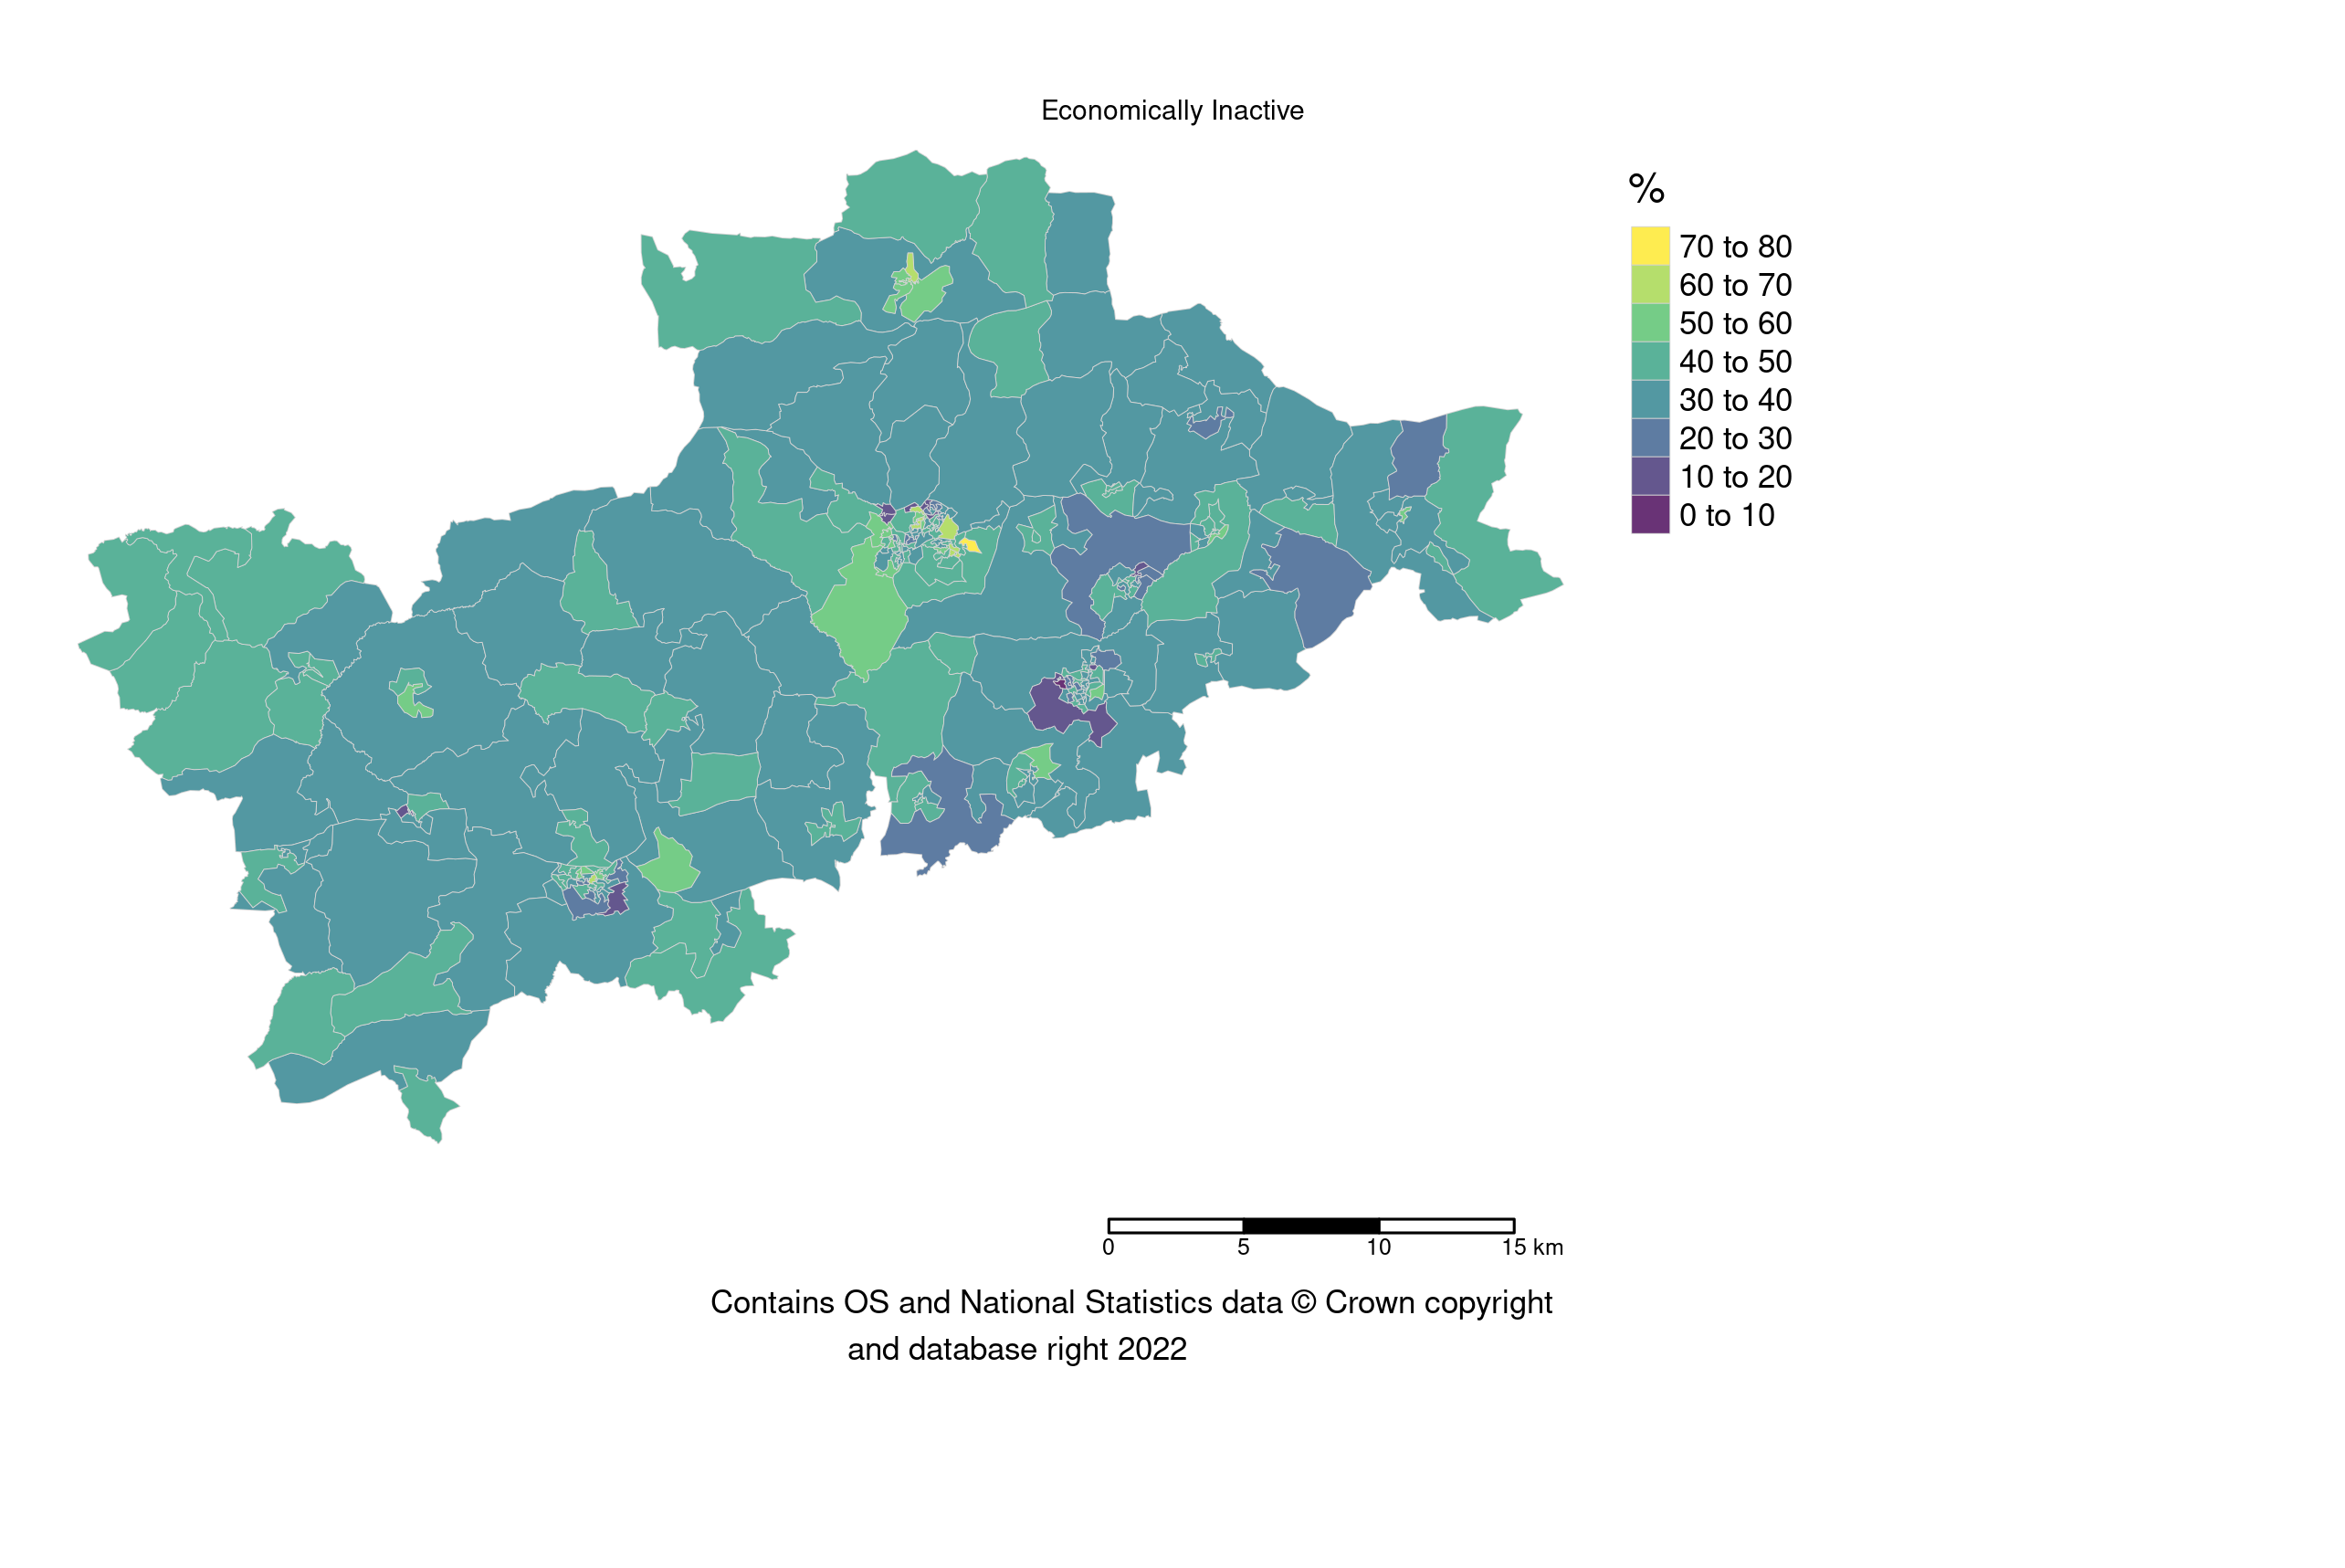 Economically Inactive
%
70 to 80
60 to 70
50 to 60
40 to 50
30 to 40
20 to 30
10 to 20
0 to 10
0 5 10 15 km
Contains OS and National Statistics data © Crown copyright
and database right 2022